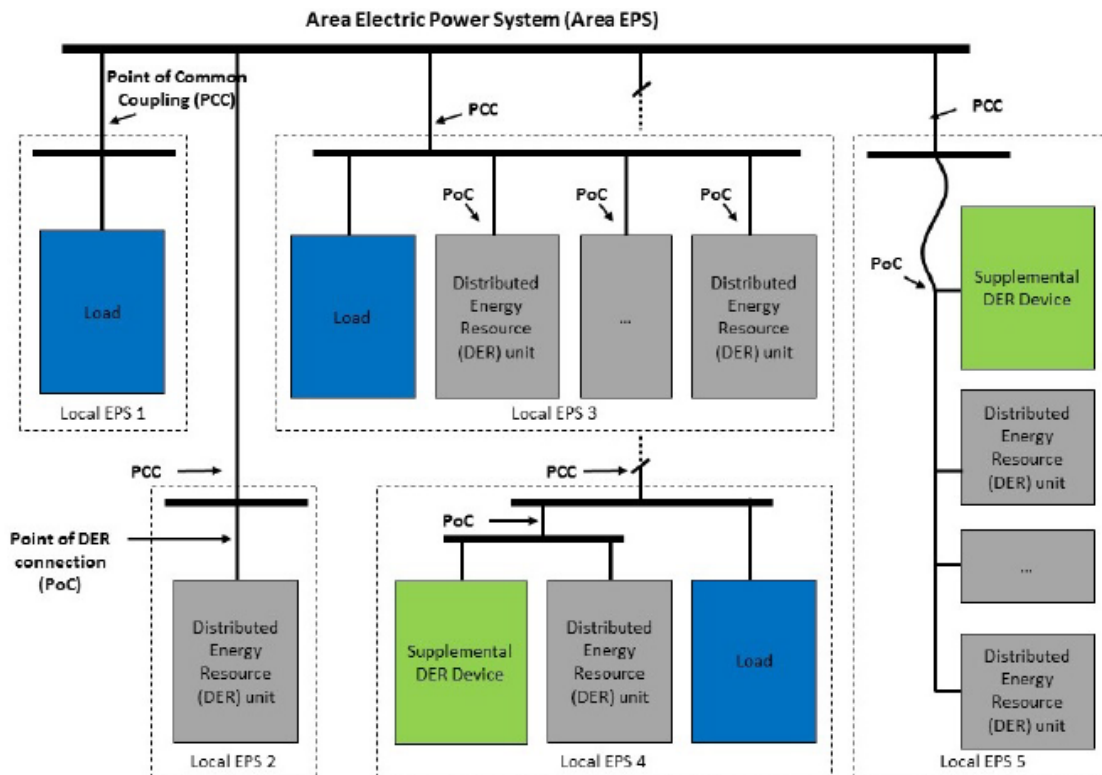 Area Electric Power System (Area EPS)
Point of Common
Coupling (PCC)
PCC
PCC
PoC
PoC
PoC
Load
Load
Distributed
Energy
Resource
(DER) unit
...
Distributed
Energy
Resource
(DER) unit
PoC
Supplemental
DER Device
Local EPS 1
Local EPS 3
Distributed
Energy
Resource
(DER) unit
PCC
PCC
PoC
Point of DER
connection
(PoC)
...
Distributed
Energy
Resource
(DER) unit
Supplemental
DER Device
Distributed
Energy
Resource
(DER) unit
Load
Distributed
Energy
Resource
(DER) unit
Local EPS 2
Local EPS 4
Local EPS 5